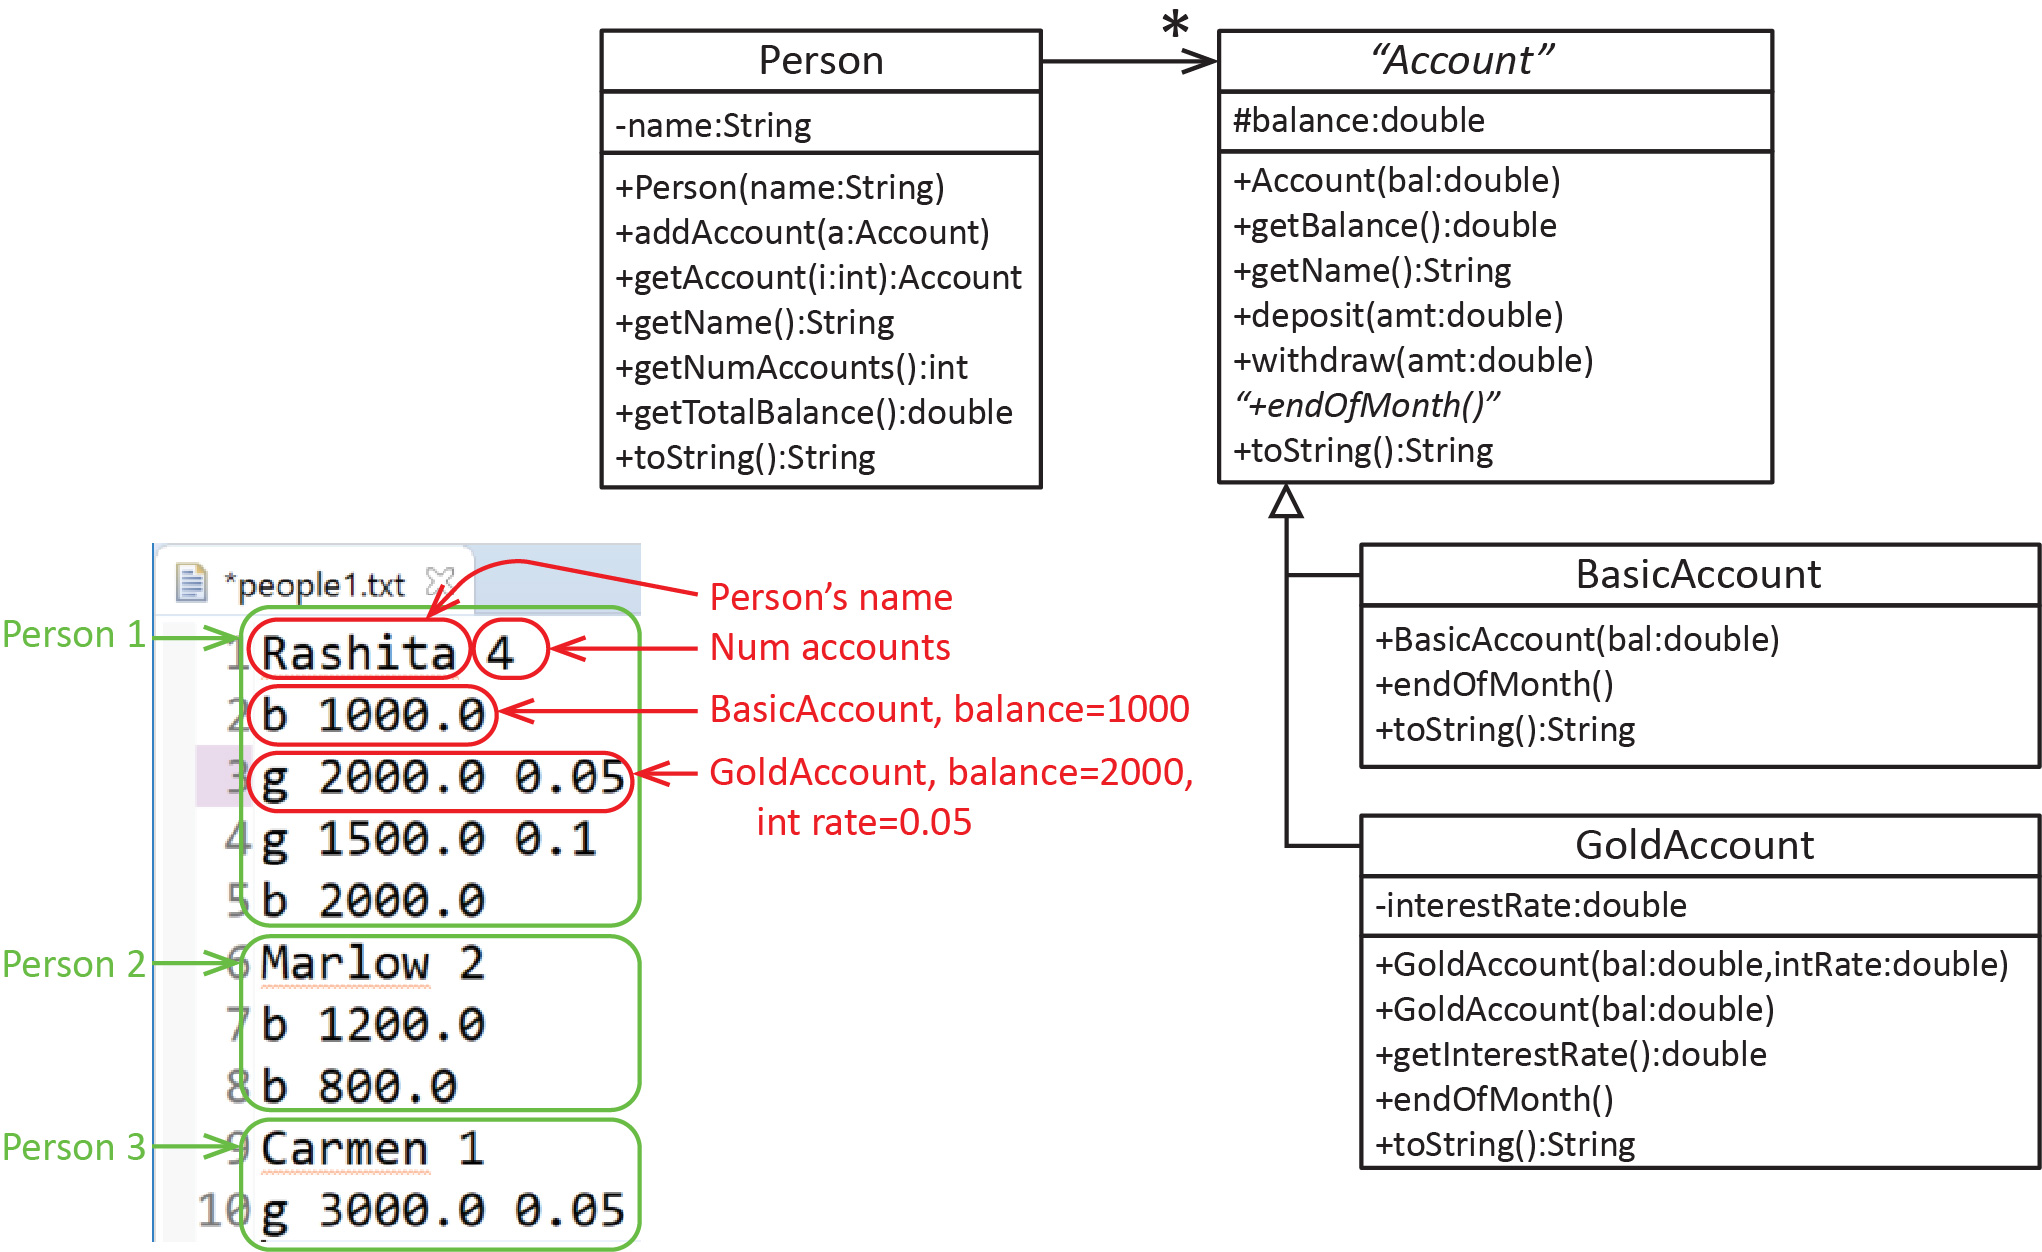 Person
-name:String
+Person(name:String)
+addAccount(a:Account)
+getAccount(i:int):Account
+getName():String
+getNumAccounts():int
+getTotalBalance():double
+toString():String
*
“Account”
#balance:double
+Account(bal:double)
+getBalance():double
+getName():String
+deposit(amt:double)
+withdraw(amt:double)
“+endOfMonth()”
+toString():String
BasicAccount
+BasicAccount(bal:double)
+endOfMonth()
+toString():String
GoldAccount
-interestRate:double
+GoldAccount(bal:double,intRate:double)
+GoldAccount(bal:double)
+getInterestRate():double
+endOfMonth()
+toString():String
*people1.txt
Person 1
1 Rashita 4
2 b 1000.0
3 g 2000.0 0.05
4 g 1500.0 0.1
5 b 2000.0
Person 2
6 Marlow 2
7 b 1200.0
8 b 800.0
Person 3
9 Carmen 1
10 g 3000.0 0.05
Person’s name
Num accounts
BasicAccount, balance=1000
GoldAccount, balance=2000,
int rate=0.05